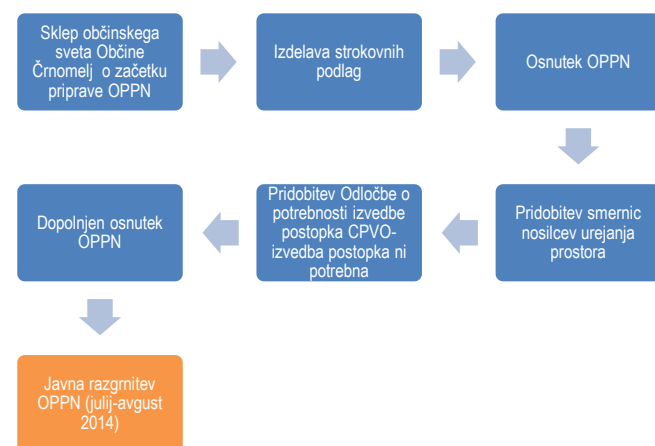 Sklep občinskega
sveta Občine
Črnomelj o začetku
priprave OPPN
Izdelava strokovnih
podlag
Osnutek OPPN
Pridobitev smernic
nosilcev urejanja
prostora
Pridobitev Odločbe o
potrebnosti izvedbe
postopka CPVO-
izvedba postopka ni
potrebna
Dopolnjen osnutek
OPPN
Javna razgrnitev
OPPN (julij-avgust
2014)